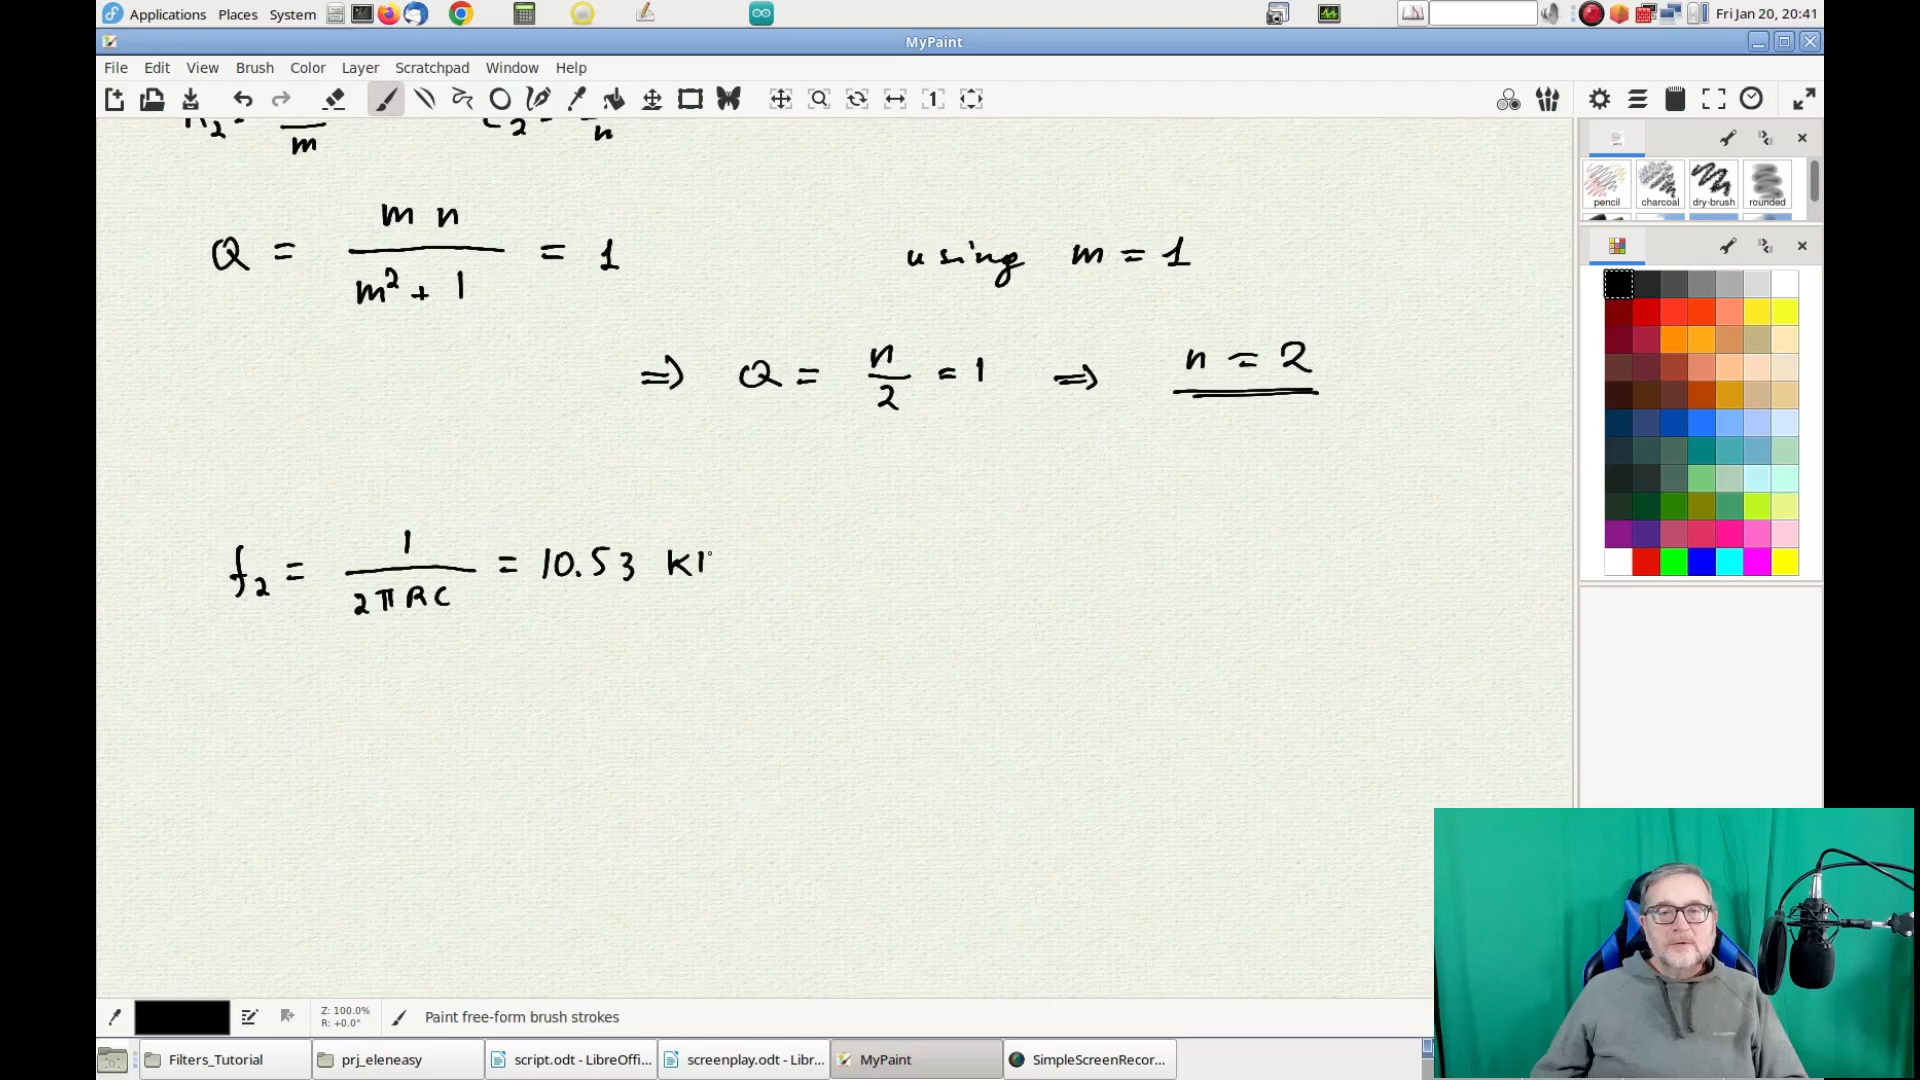 Applications Places System Fri Jan 20, 20:41
MyPaint
File Edit View Brush Color Layer Scratchpad Window Help
R2 = — m C2 = — n
pencil charcoal dry-brush rounded
Q = m n / m² + 1 = 1 using m = 1
⇒ Q = n / 2 = 1 ⇒ n = 2
f2 = 1 / 2πRC = 10.53 K
Z: 100.0%
R: +0.0°
Paint free-form brush strokes
Filters_Tutorial prj_eleneasy script.odt - LibreOffi... screenplay.odt - Libr... MyPaint SimpleScreenRecor...